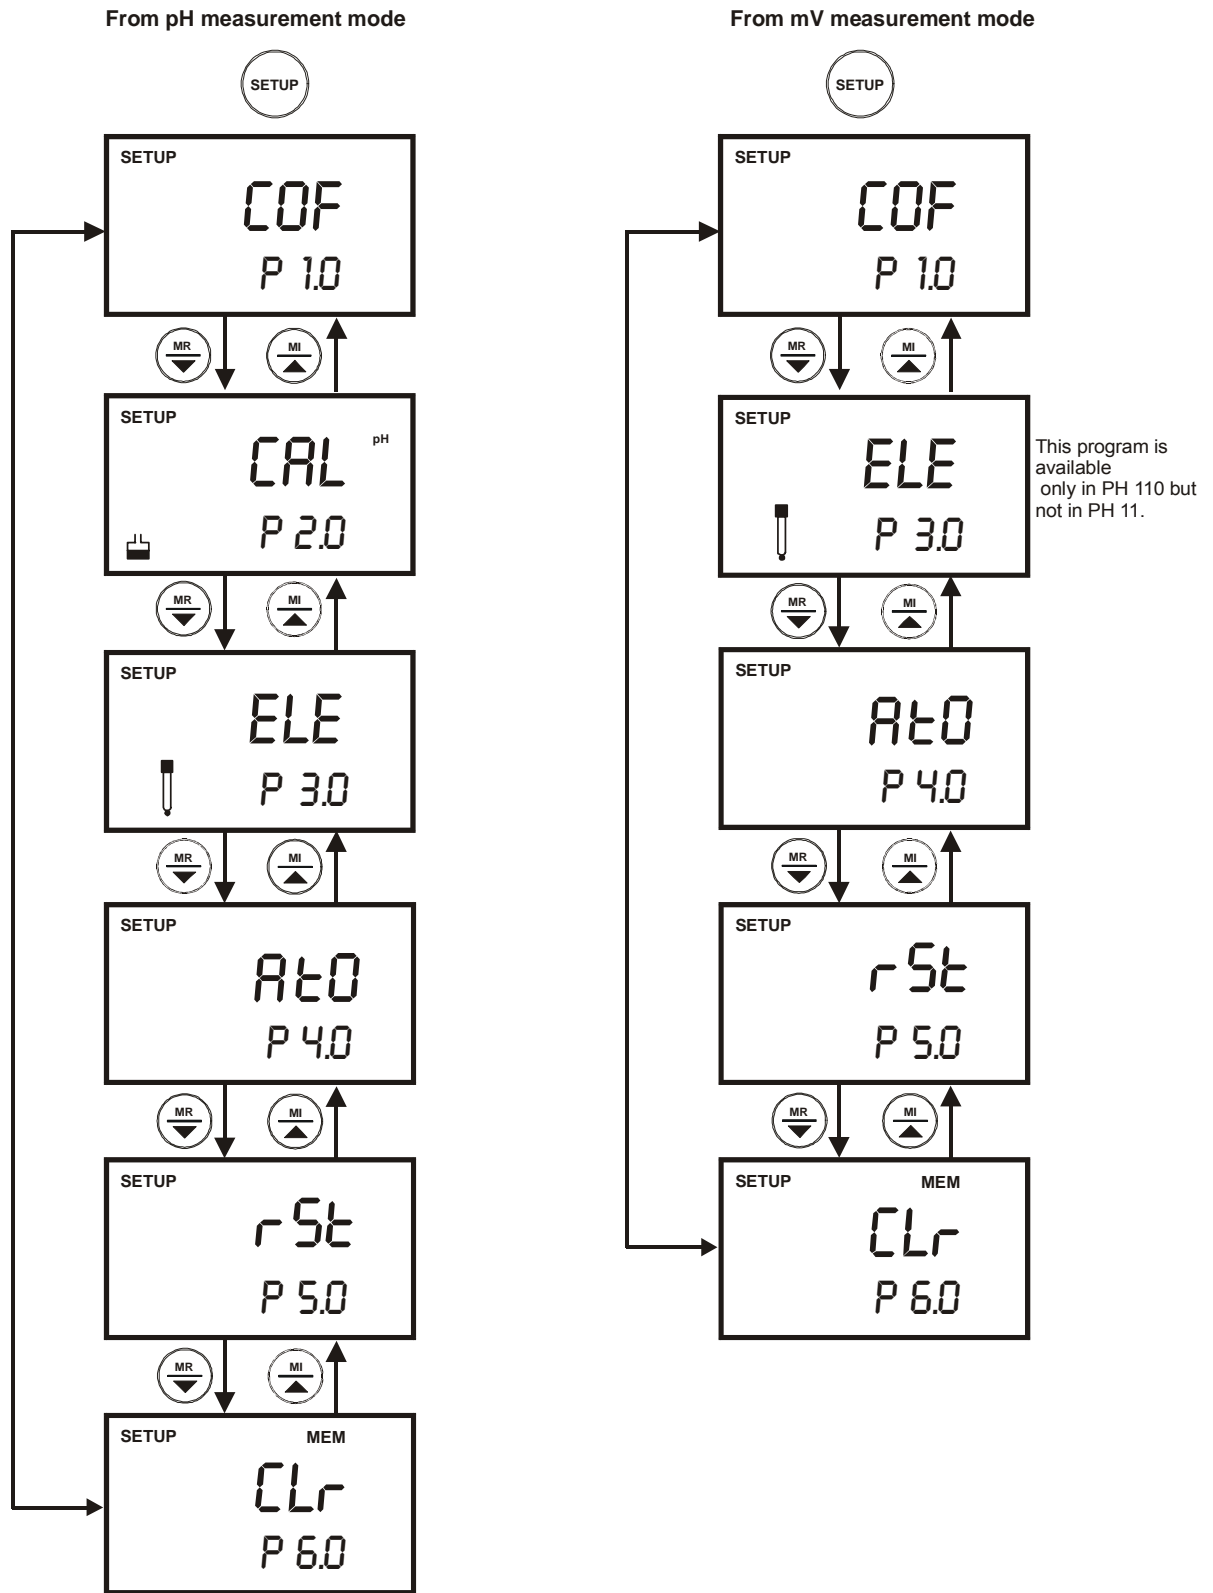 From pH measurement mode
SETUP
SETUP
COF
P 1.0
MR
MI
SETUP
CAL pH
P 2.0
MR
MI
SETUP
ELE
P 3.0
MR
MI
SETUP
AtO
P 4.0
MR
MI
SETUP
rSt
P 5.0
MR
MI
SETUP MEM
CLr
P 6.0
From mV measurement mode
SETUP
SETUP
COF
P 1.0
MR
MI
SETUP
ELE
P 3.0
This program is
available
only in PH 110 but
not in PH 11.
MR
MI
SETUP
AtO
P 4.0
MR
MI
SETUP
rSt
P 5.0
MR
MI
SETUP MEM
CLr
P 6.0